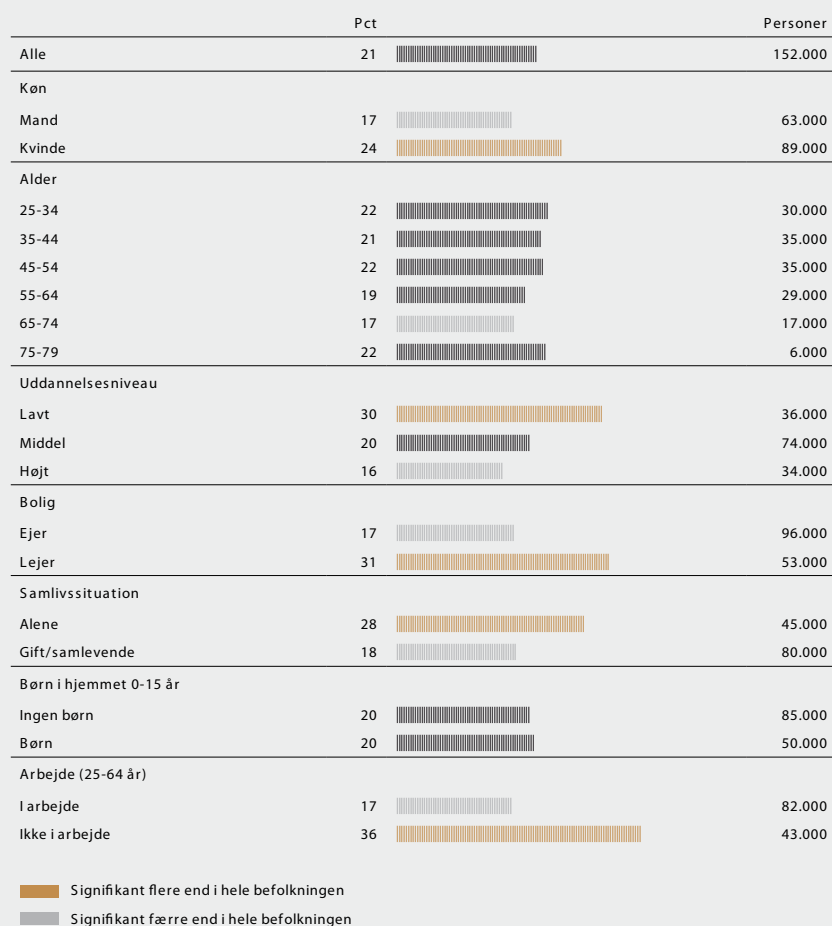 Pct Personer
Alle 21 152.000
Køn
Mand 17 63.000
Kvinde 24 89.000
Alder
25-34 22 30.000
35-44 21 35.000
45-54 22 35.000
55-64 19 29.000
65-74 17 17.000
75-79 22 6.000
Uddannelsesniveau
Lavt 30 36.000
Middel 20 74.000
Højt 16 34.000
Bolig
Ejer 17 96.000
Lejer 31 53.000
Samlivssituation
Alene 28 45.000
Gift/samlevende 18 80.000
Børn i hjemmet 0-15 år
Ingen børn 20 85.000
Børn 20 50.000
Arbejde (25-64 år)
I arbejde 17 82.000
Ikke i arbejde 36 43.000
Signifikant flere end i hele befolkningen
Signifikant færre end i hele befolkningen